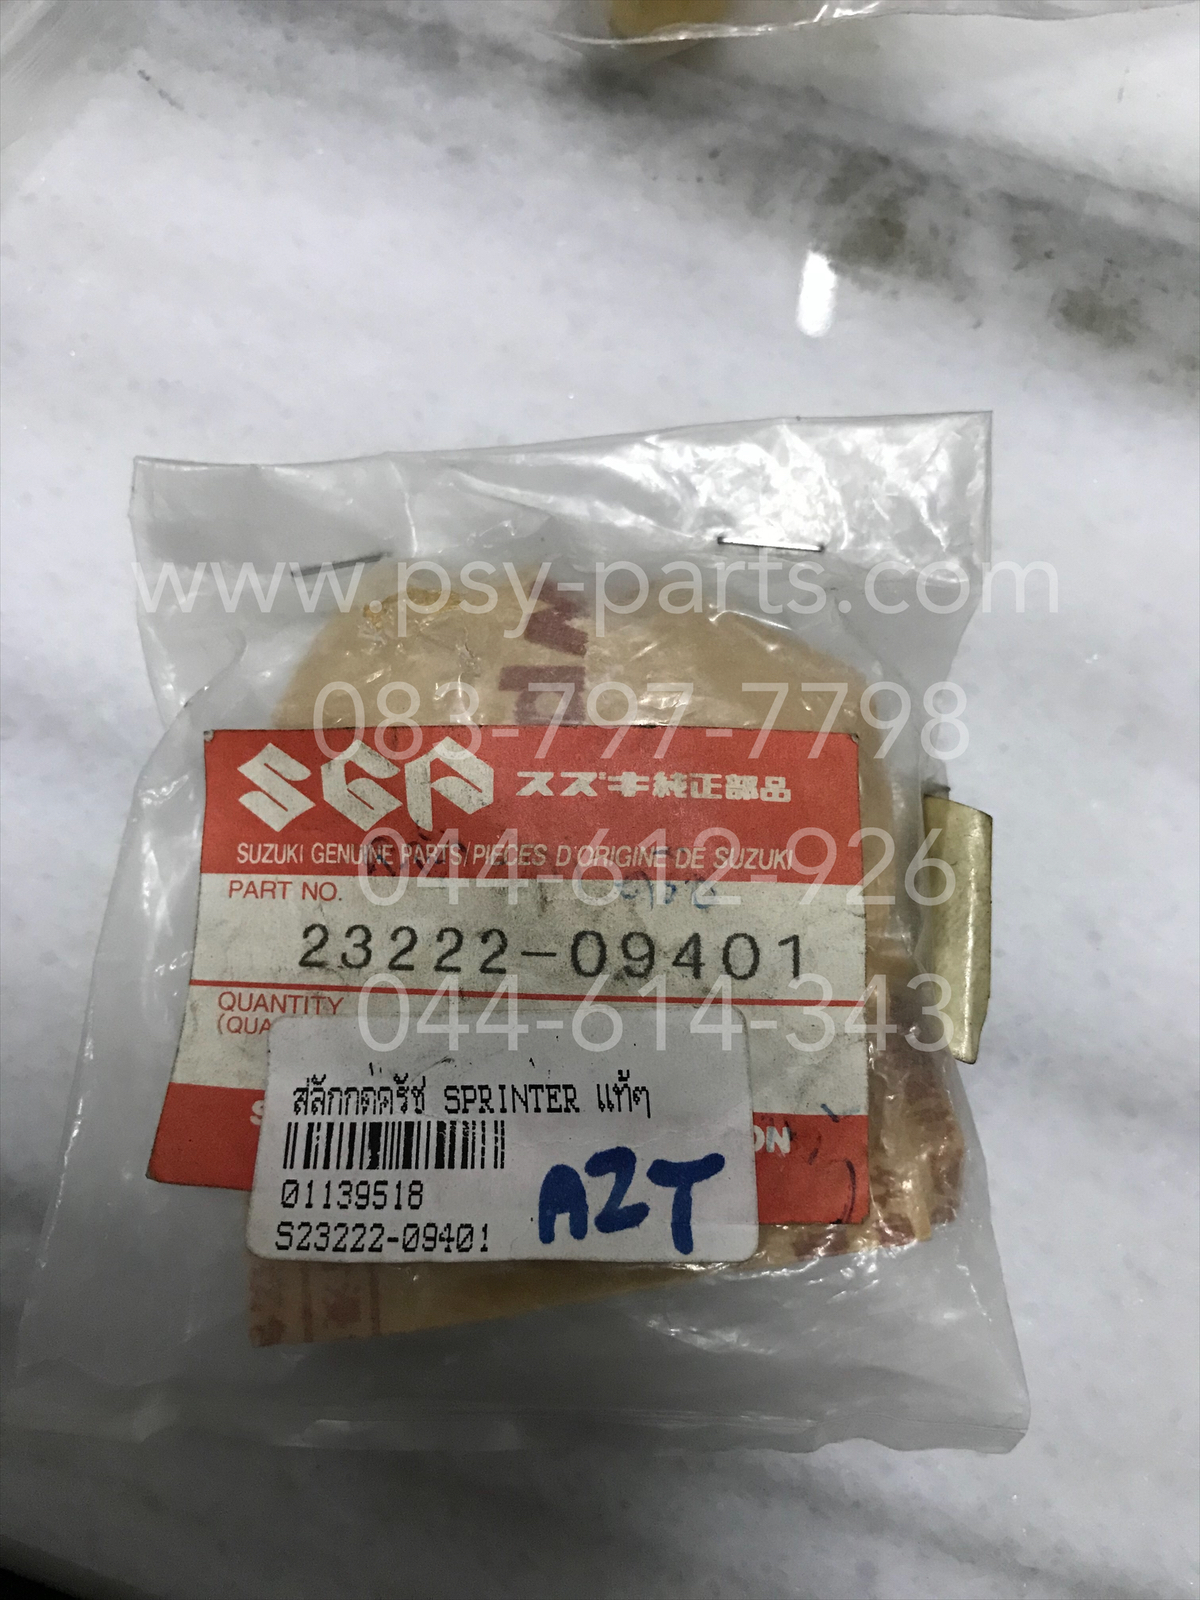 www.psy-parts.com
083-797-7798
SGP スズキ純正部品
044-612-926
SUZUKI GENUINE PARTS/PIÈCES D'ORIGINE DE SUZUKI
PART NO.
23222-09401
044-614-343
QUANTITY
(QUA
สลักกดครัช SPRINTER แท้ๆ
ON
01139518
S23222-09401
AZT